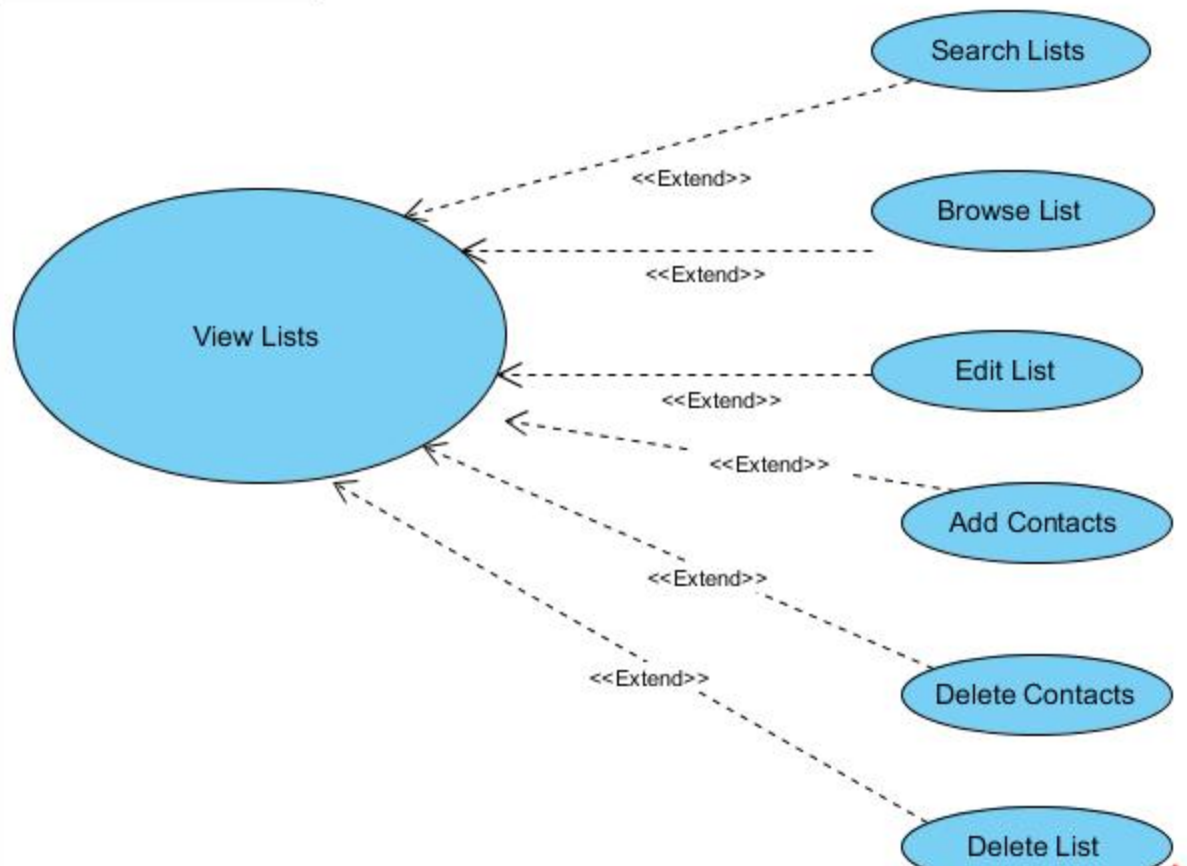 Search Lists
<<Extend>>
Browse List
<<Extend>>
View Lists
Edit List
<<Extend>>
<<Extend>>
Add Contacts
<<Extend>>
Delete Contacts
<<Extend>>
Delete List